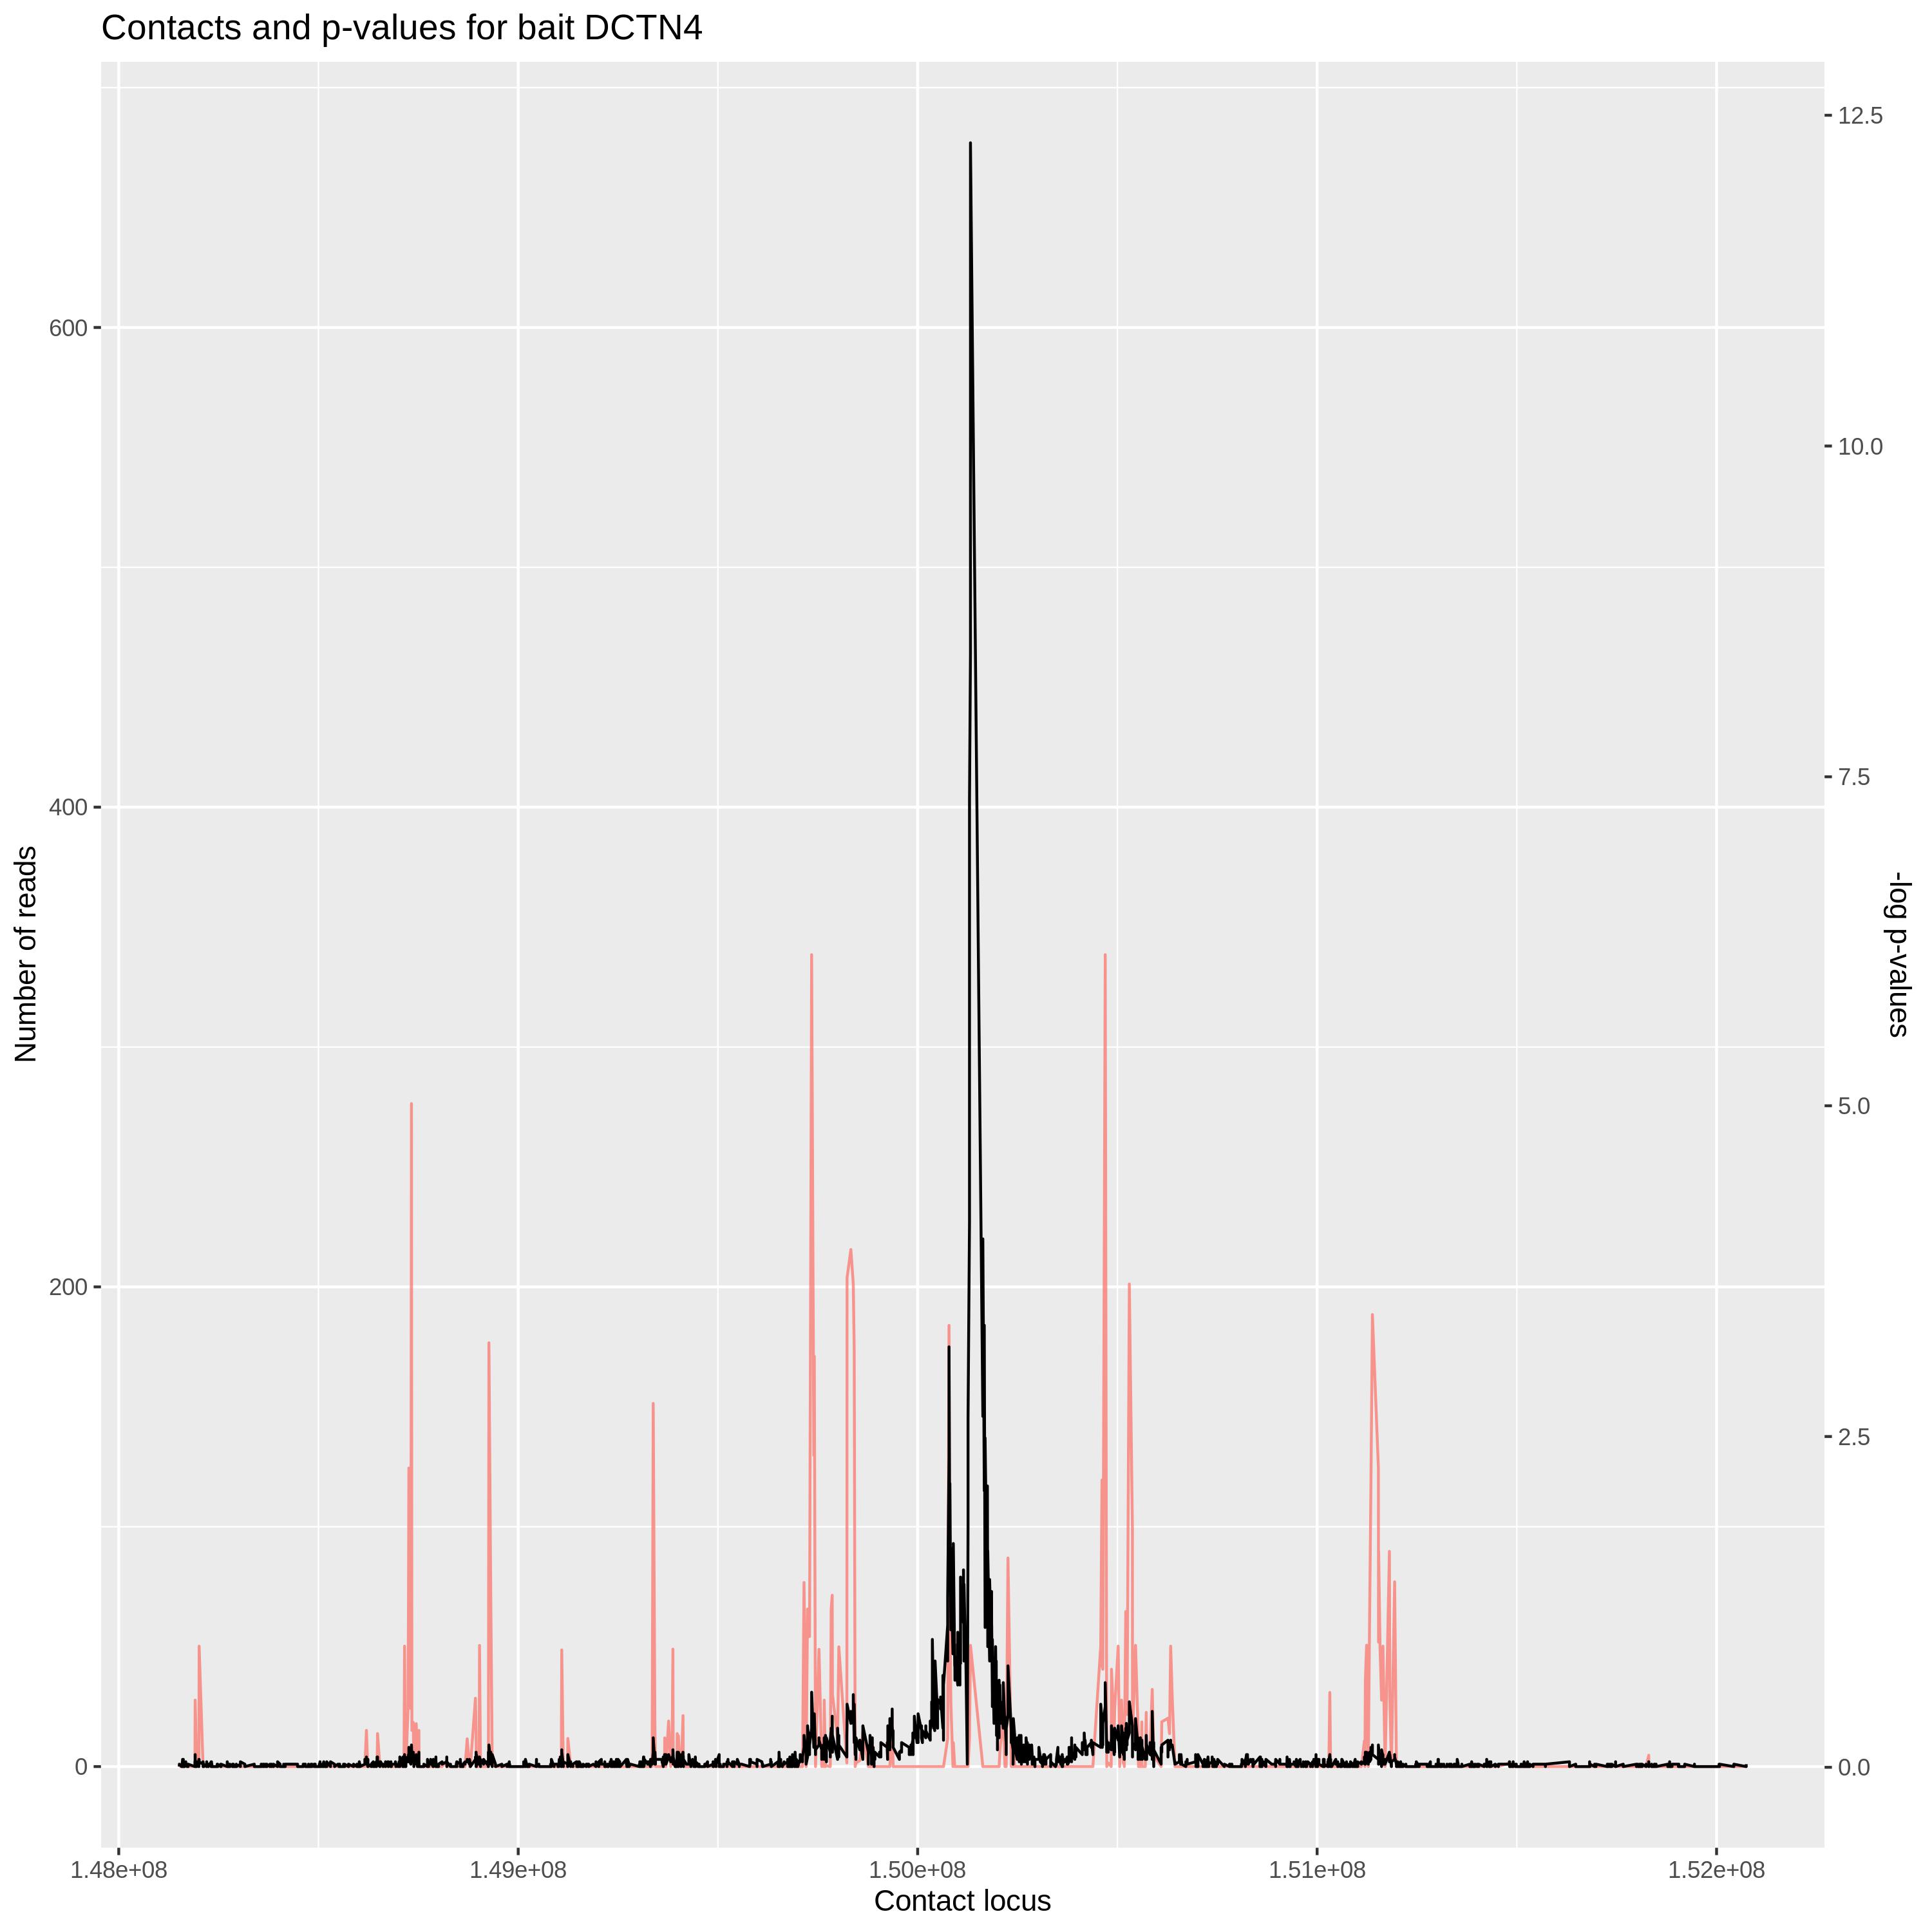 Contacts and p-values for bait DCTN4
12.5
600
10.0
400
7.5
Number of reads
-log p-values
5.0
200
2.5
0
0.0
1.48e+08
1.49e+08
1.50e+08
1.51e+08
1.52e+08
Contact locus